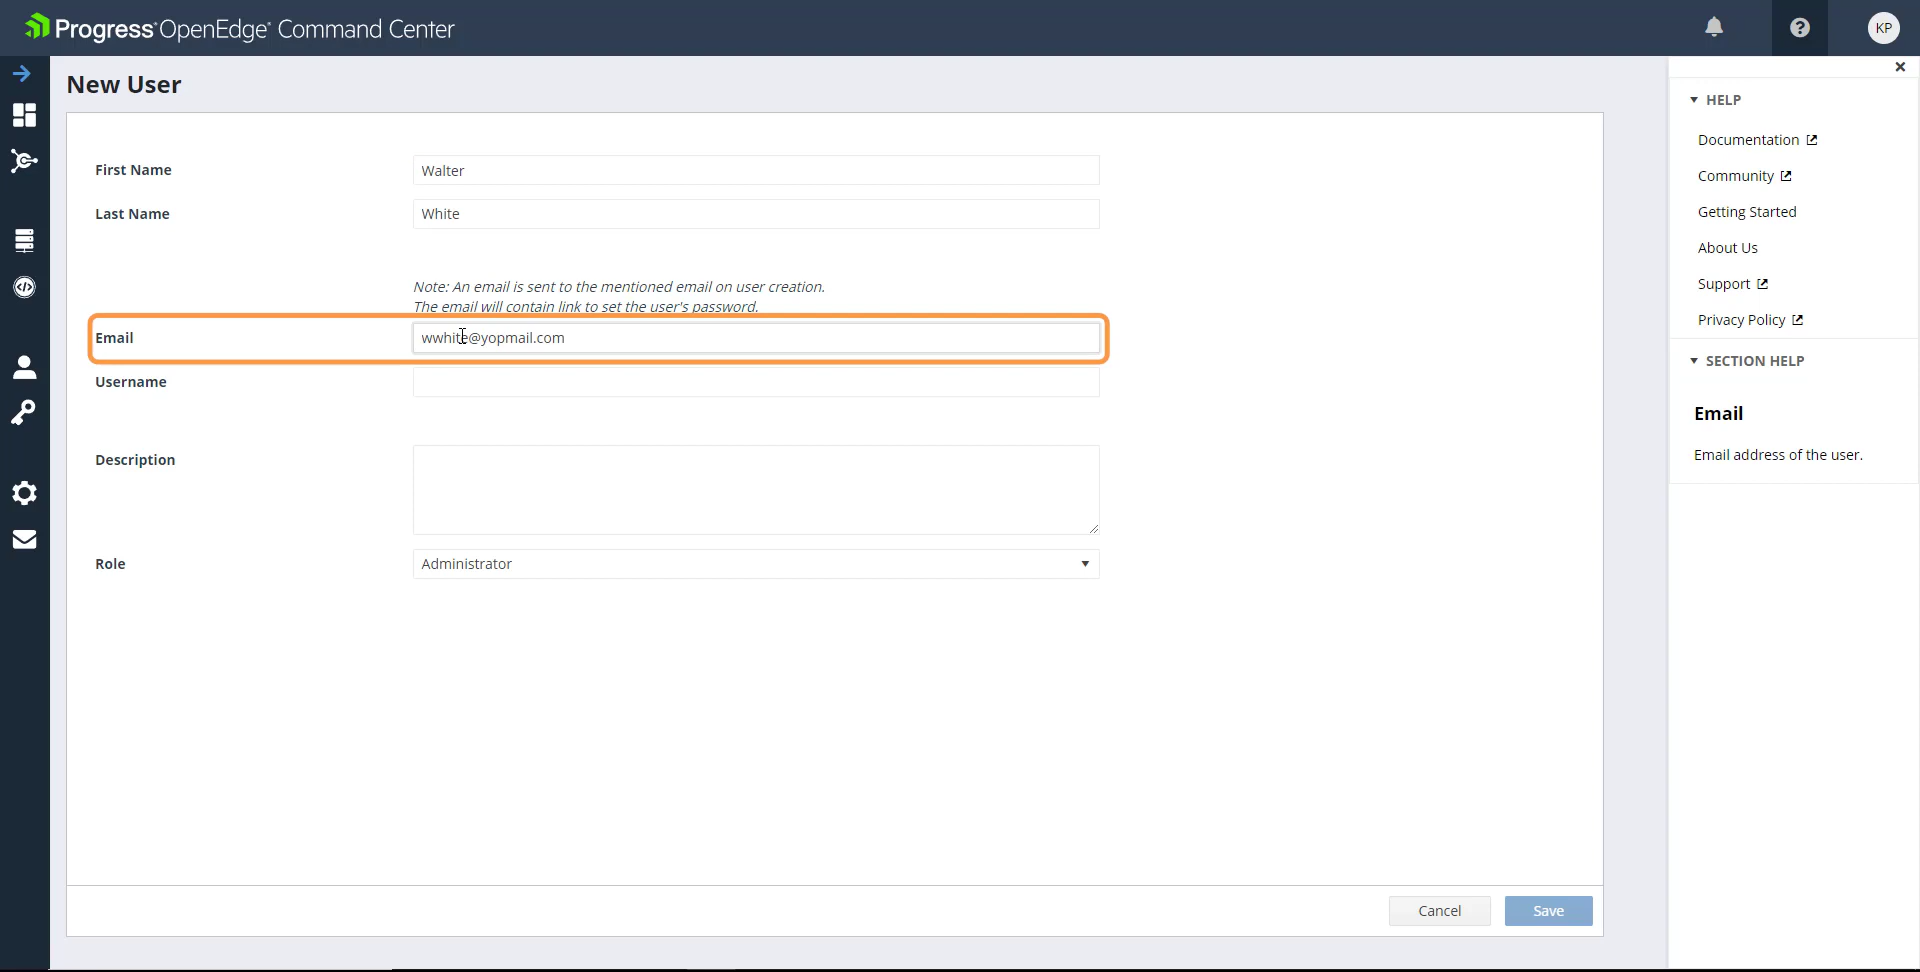 Progress OpenEdge Command Center
KP
New User
HELP
Documentation
Community
Getting Started
About Us
Support
Privacy Policy
SECTION HELP
Email
Email address of the user.
First Name
Walter
Last Name
White
Note: An email is sent to the mentioned email on user creation.
The email will contain link to set the user's password.
Email
wwhite@yopmail.com
Username
Description
Role
Administrator
Cancel
Save